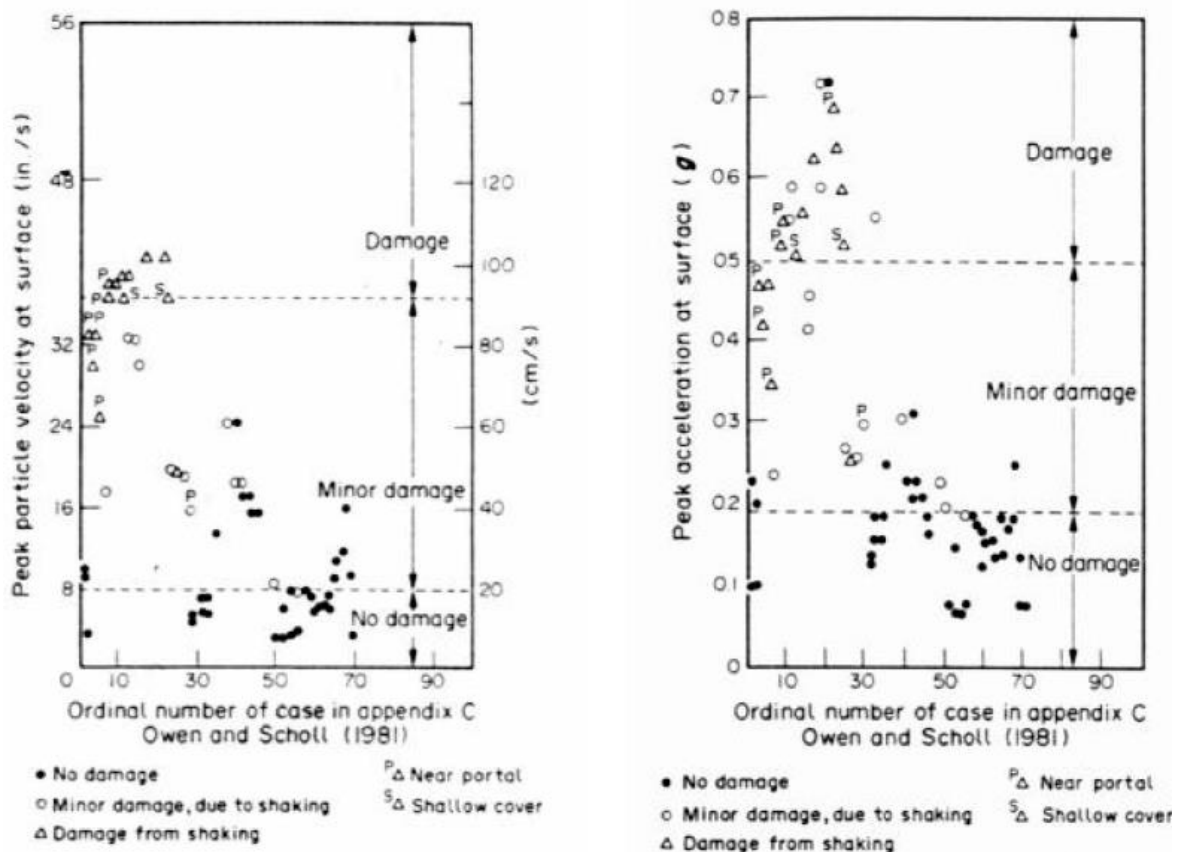 56
48
32
24
16
8
0
Peak particle velocity at surface (in./s)
120
100
80
60
40
20
(cm/s)
Damage
Minor damage
No damage
P
P
P P
P
P
S S
P
10 30 50 70 90
Ordinal number of case in appendix C
Owen and Scholl (1981)
● No damage
○ Minor damage, due to shaking
△ Damage from shaking
P△ Near portal
S△ Shallow cover
0.8
0.7
0.6
0.5
0.4
0.3
0.2
0.1
0
Peak acceleration at surface (g)
Damage
Minor damage
No damage
P
P
P S
S
P
P
P
P
10 30 50 70 90
Ordinal number of case in appendix C
Owen and Scholl (1981)
● No damage
○ Minor damage, due to shaking
△ Damage from shaking
P△ Near portal
S△ Shallow cover